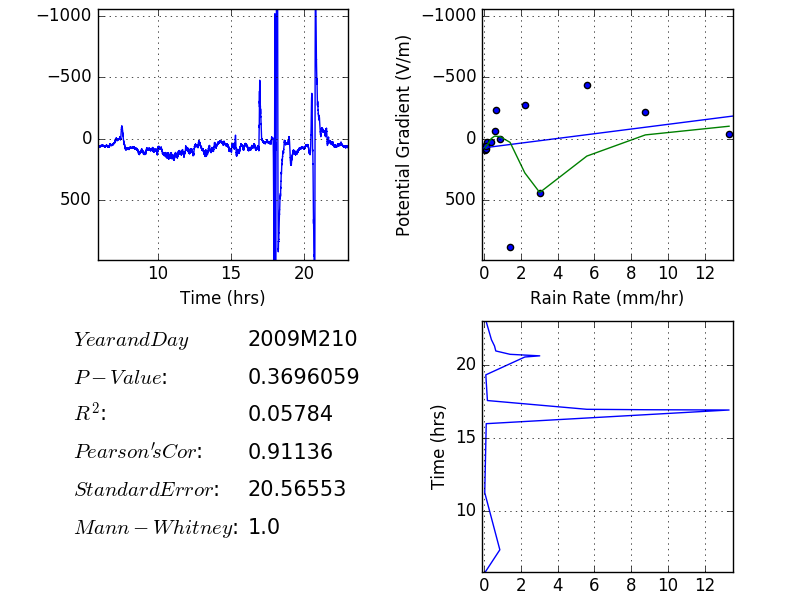 −1000
−500
0
500
10
15
20
Time (hrs)
Potential Gradient (V/m)
−1000
−500
0
500
0
2
4
6
8
10
12
Rain Rate (mm/hr)
YearandDay 2009M210
P−Value: 0.3696059
R²: 0.05784
Pearson'sCor: 0.91136
StandardError: 20.56553
Mann−Whitney: 1.0
Time (hrs)
20
15
10
0
2
4
6
8
10
12